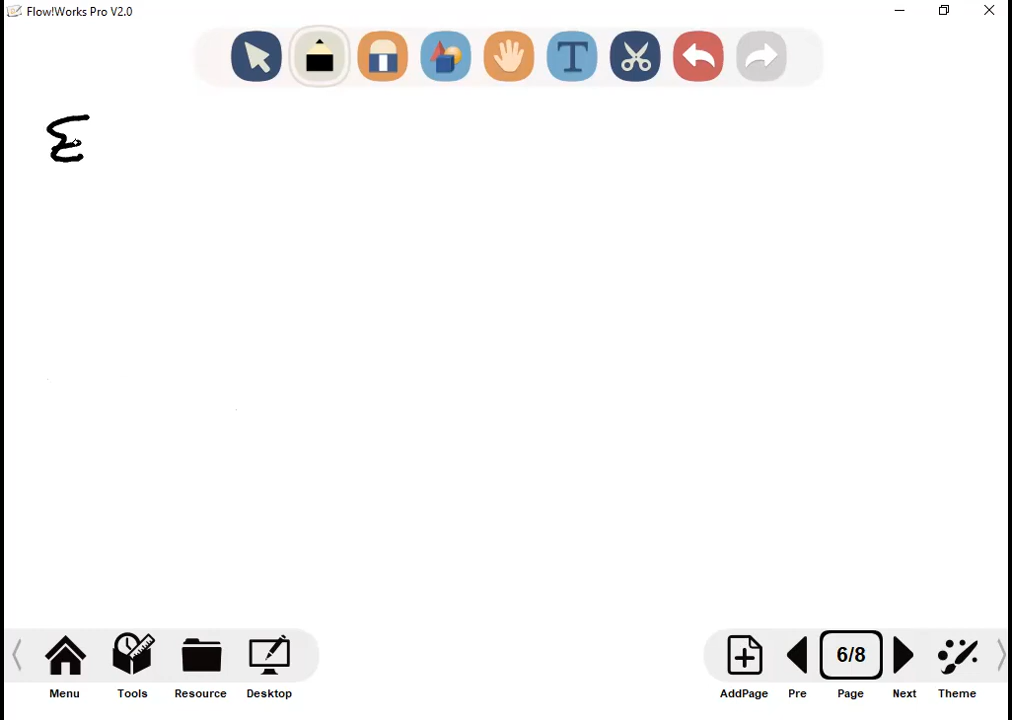 Flow!Works Pro V2.0
T
Σ
Menu Tools Resource Desktop
6/8
AddPage Pre Page Next Theme